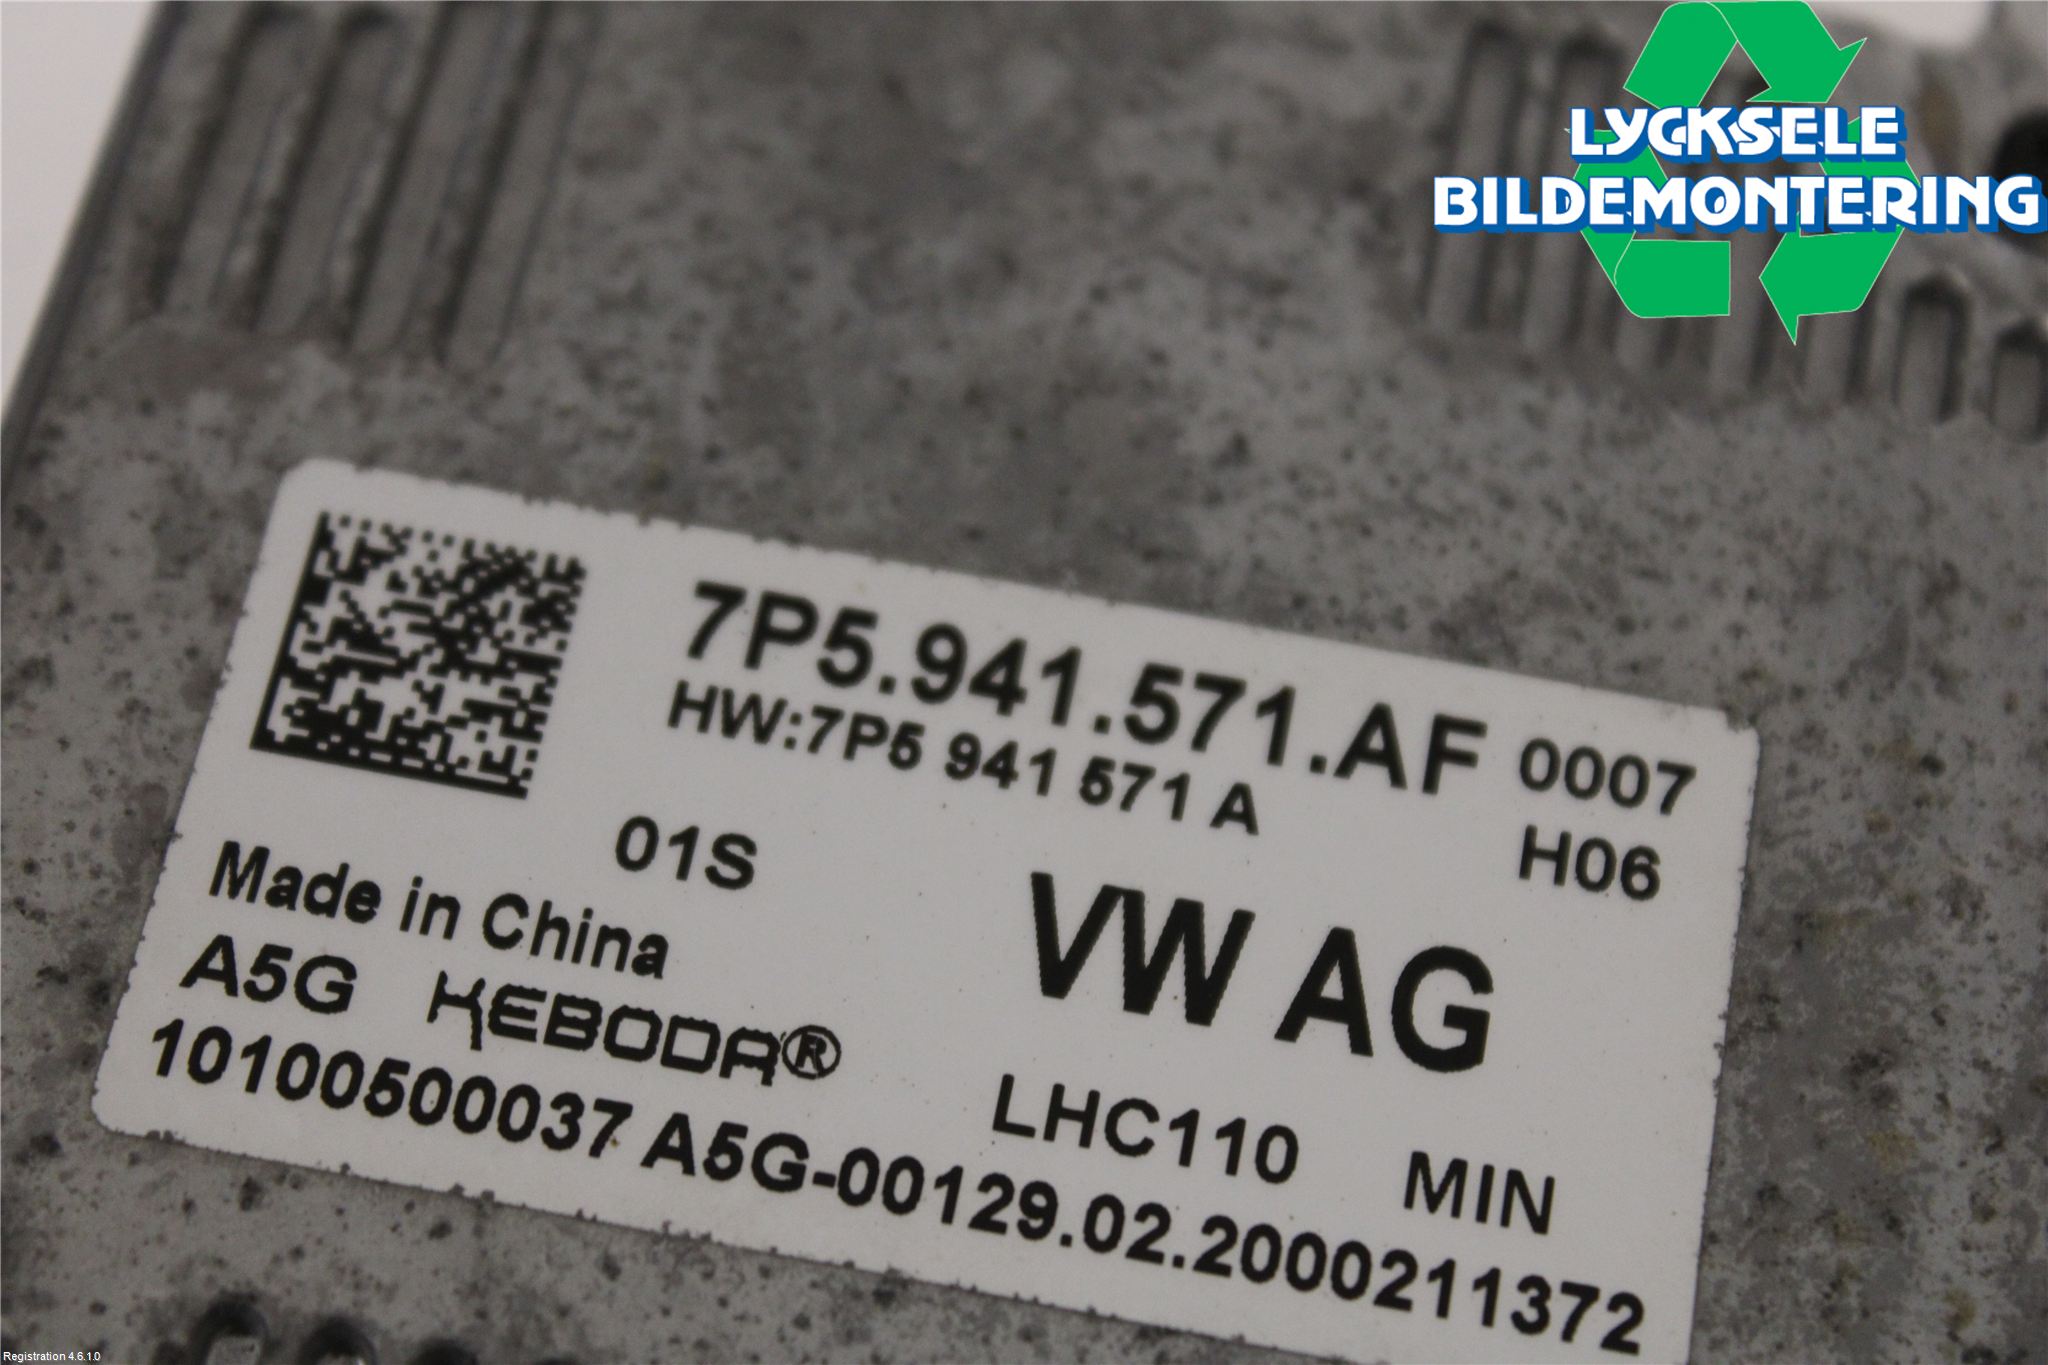 LYCKSELE
BILDEMONTERING
7P5.941.571.AF 0007
HW:7P5 941 571 A
H06
01S
Made in China
VW AG
A5G KEBODA®
LHC110 MIN
10100500037 A5G-00129.02.2000211372
Registration 4.6.1.0